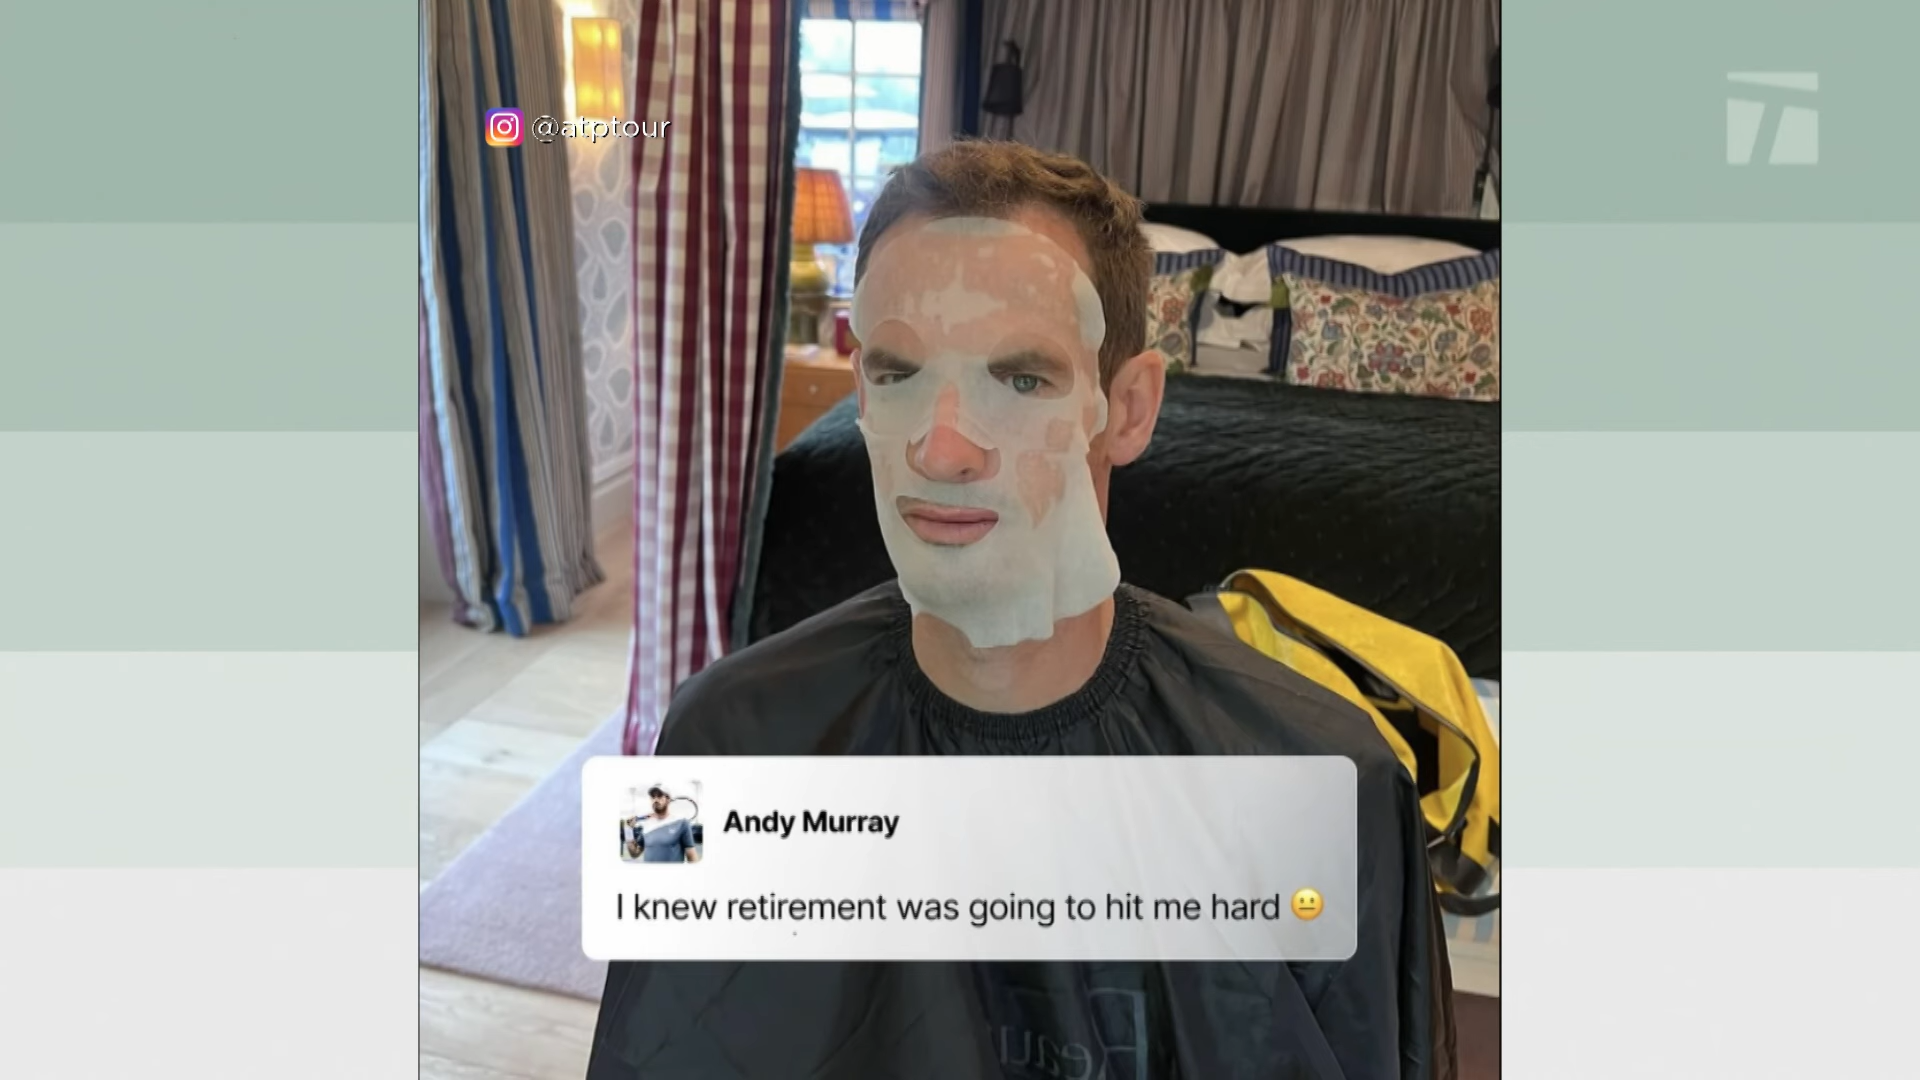 @atptour
Andy Murray
I knew retirement was going to hit me hard 😐